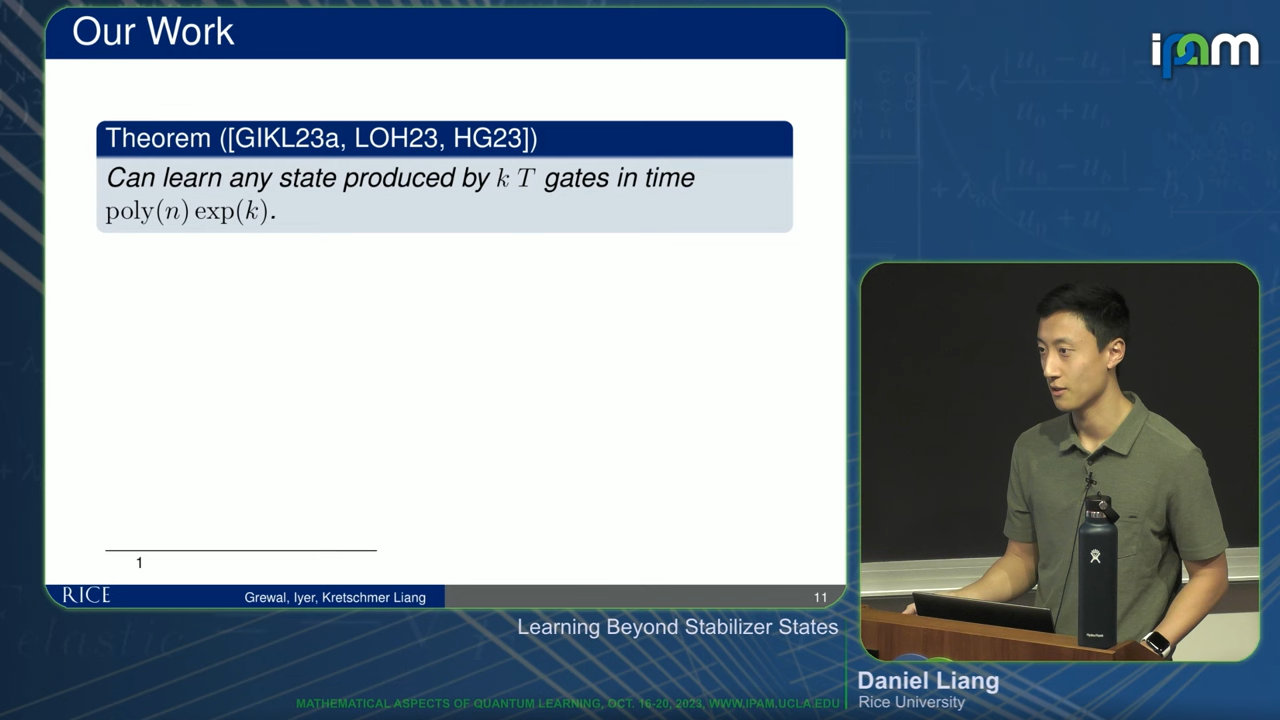 Our Work
ipam
Theorem ([GIKL23a, LOH23, HG23])
Can learn any state produced by k T gates in time
poly(n) exp(k).
1
RICE
Grewal, Iyer, Kretschmer Liang
11
Learning Beyond Stabilizer States
Daniel Liang
Rice University
MATHEMATICAL ASPECTS OF QUANTUM LEARNING, OCT. 16-20, 2023, WWW.IPAM.UCLA.EDU